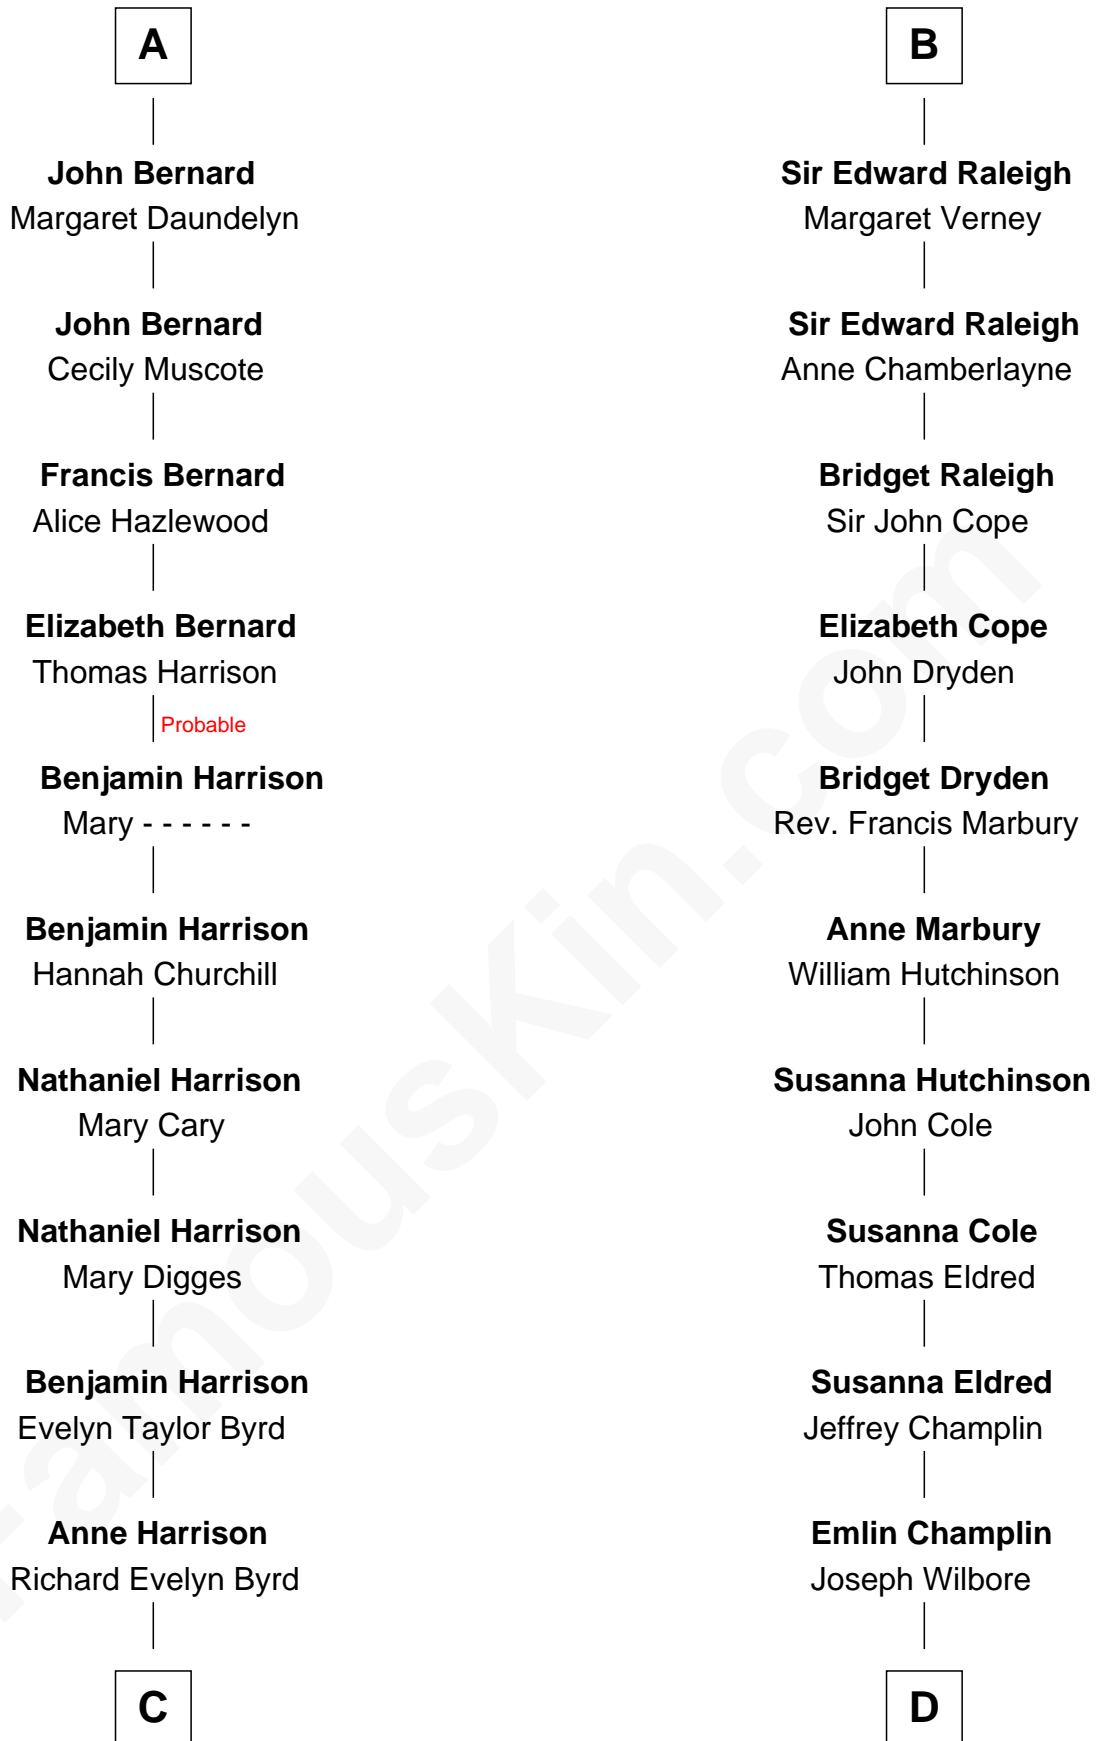 A
John Bernard
Margaret Daundelyn
John Bernard
Cecily Muscote
Francis Bernard
Alice Hazlewood
Elizabeth Bernard
Thomas Harrison
Probable
Benjamin Harrison
Mary - - - - - -
Benjamin Harrison
Hannah Churchill
Nathaniel Harrison
Mary Cary
Nathaniel Harrison
Mary Digges
Benjamin Harrison
Evelyn Taylor Byrd
Anne Harrison
Richard Evelyn Byrd
C
B
Sir Edward Raleigh
Margaret Verney
Sir Edward Raleigh
Anne Chamberlayne
Bridget Raleigh
Sir John Cope
Elizabeth Cope
John Dryden
Bridget Dryden
Rev. Francis Marbury
Anne Marbury
William Hutchinson
Susanna Hutchinson
John Cole
Susanna Cole
Thomas Eldred
Susanna Eldred
Jeffrey Champlin
Emlin Champlin
Joseph Wilbore
D
FamousKin.com